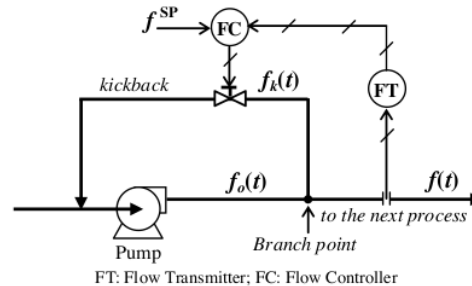 f^SP
FC
kickback
f_k(t)
FT
f_o(t)
f(t)
to the next process
Pump
Branch point
FT: Flow Transmitter; FC: Flow Controller